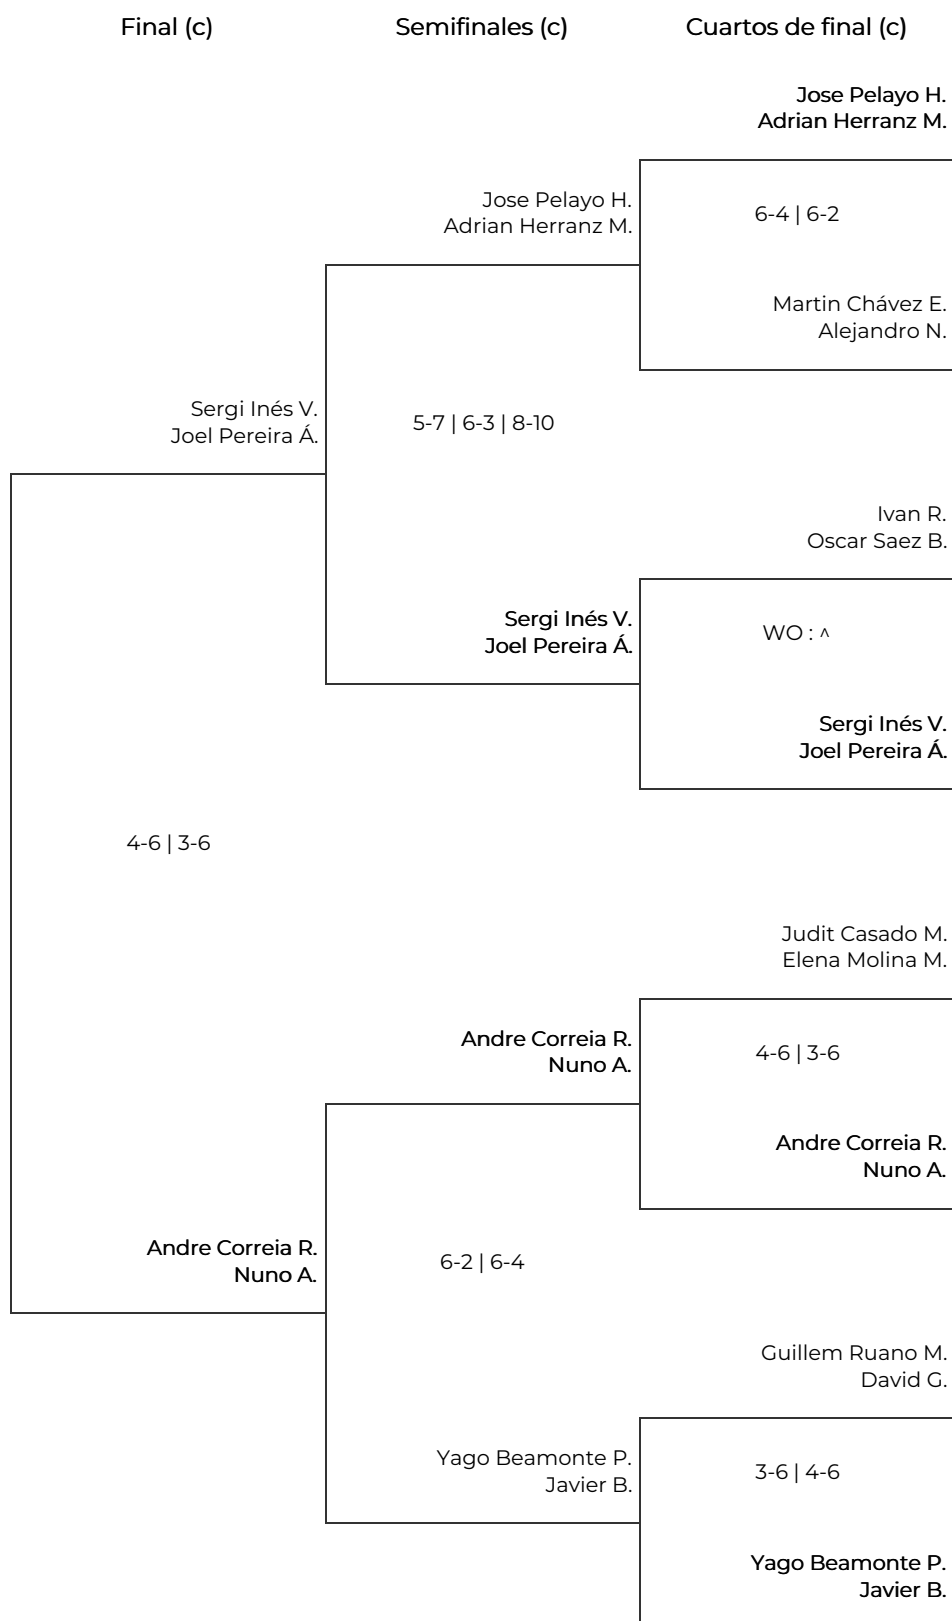 Final (c) Semifinales (c) Cuartos de final (c)
Jose Pelayo H.
Adrian Herranz M.
Jose Pelayo H.
Adrian Herranz M.
6-4 | 6-2
Martin Chávez E.
Alejandro N.
Sergi Inés V.
Joel Pereira Á.
5-7 | 6-3 | 8-10
Ivan R.
Oscar Saez B.
Sergi Inés V.
Joel Pereira Á.
WO : ^
Sergi Inés V.
Joel Pereira Á.
4-6 | 3-6
Judit Casado M.
Elena Molina M.
Andre Correia R.
Nuno A.
4-6 | 3-6
Andre Correia R.
Nuno A.
Andre Correia R.
Nuno A.
6-2 | 6-4
Guillem Ruano M.
David G.
Yago Beamonte P.
Javier B.
3-6 | 4-6
Yago Beamonte P.
Javier B.